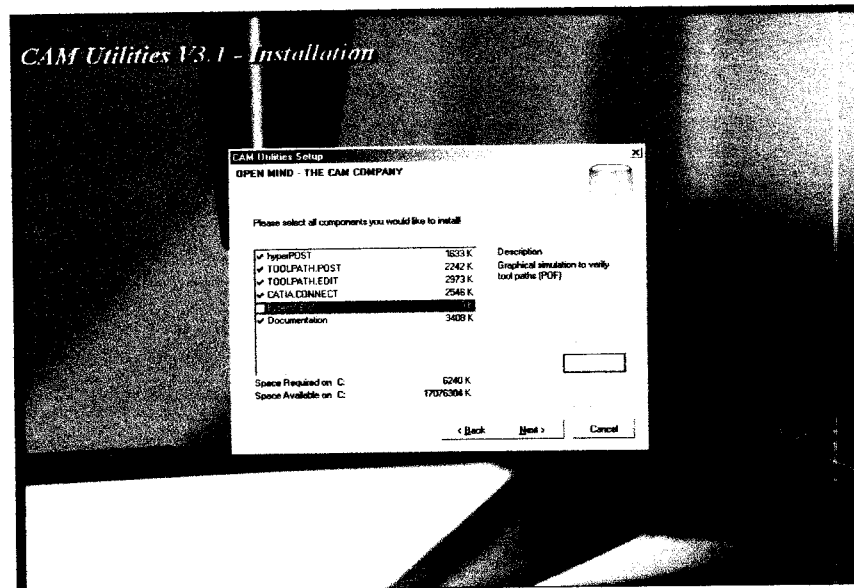 CAM Utilities V3.1 - Installation
CAM Utilities Setup
OPEN MIND - THE CAM COMPANY
Please select all components you would like to install
hyperPOST 1633 K
TOOLPATH.POST 2242 K
TOOLPATH.EDIT 2973 K
CATIA.CONNECT 2546 K
Documentation 3408 K
Description
Graphical simulation to verify
tool paths (POF)
Space Required on C: 6240 K
Space Available on C: 17076304 K
< Back Next > Cancel